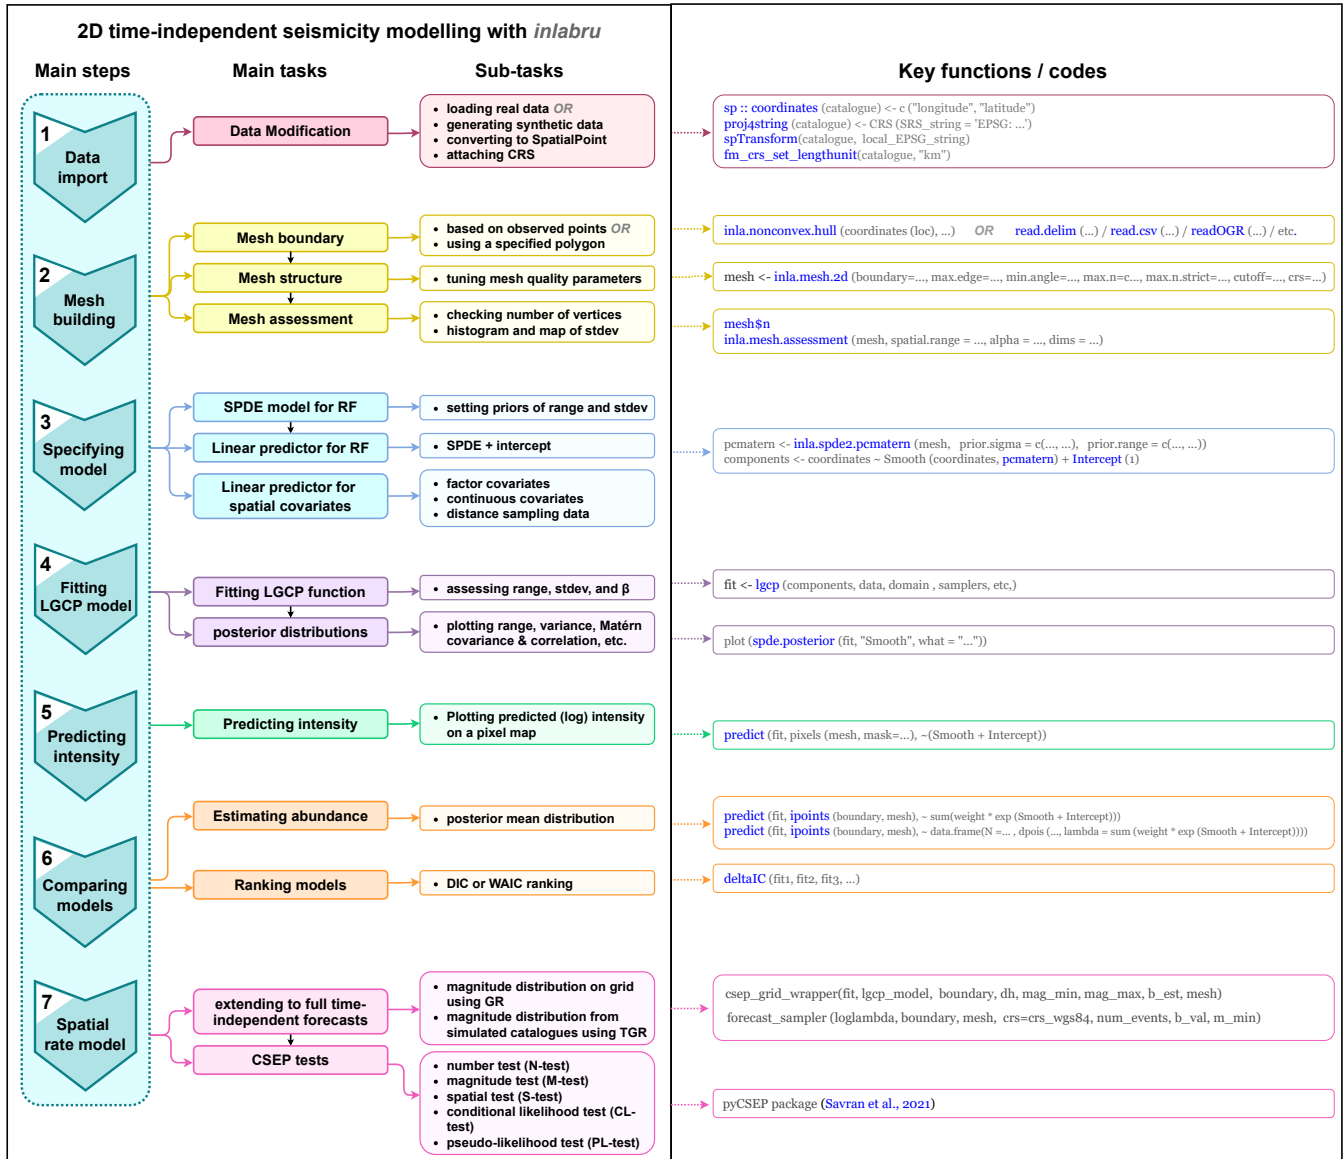 2D time-independent seismicity modelling with inlabru
Main steps
Main tasks
Sub-tasks
Key functions / codes
1
Data
import
Data Modification
• loading real data OR
• generating synthetic data
• converting to SpatialPoint
• attaching CRS
sp :: coordinates (catalogue) <- c ("longitude", "latitude")
proj4string (catalogue) <- CRS (SRS_string = 'EPSG: ...')
spTransform(catalogue, local_EPSG_string)
fm_crs_set_lengthunit(catalogue, "km")
2
Mesh
building
Mesh boundary
• based on observed points OR
• using a specified polygon
inla.nonconvex.hull (coordinates (loc), ...) OR read.delim (...) / read.csv (...) / readOGR (...) / etc.
Mesh structure
• tuning mesh quality parameters
mesh <- inla.mesh.2d (boundary=..., max.edge=..., min.angle=..., max.n=c..., max.n.strict=..., cutoff=..., crs=...)
Mesh assessment
• checking number of vertices
• histogram and map of stdev
mesh$n
inla.mesh.assessment (mesh, spatial.range = ..., alpha = ..., dims = ...)
3
Specifying
model
SPDE model for RF
• setting priors of range and stdev
Linear predictor for RF
• SPDE + intercept
pcmatern <- inla.spde2.pcmatern (mesh, prior.sigma = c(..., ...), prior.range = c(..., ...))
components <- coordinates ~ Smooth (coordinates, pcmatern) + Intercept (1)
Linear predictor for
spatial covariates
• factor covariates
• continuous covariates
• distance sampling data
4
Fitting
LGCP model
Fitting LGCP function
• assessing range, stdev, and β
fit <- lgcp (components, data, domain , samplers, etc,)
posterior distributions
• plotting range, variance, Matérn
covariance & correlation, etc.
plot (spde.posterior (fit, "Smooth", what = "..."))
5
Predicting
intensity
Predicting intensity
• Plotting predicted (log) intensity
on a pixel map
predict (fit, pixels (mesh, mask=...), ~(Smooth + Intercept))
6
Comparing
models
Estimating abundance
• posterior mean distribution
predict (fit, ipoints (boundary, mesh), ~ sum(weight * exp (Smooth + Intercept)))
predict (fit, ipoints (boundary, mesh), ~ data.frame(N =... , dpois (..., lambda = sum (weight * exp (Smooth + Intercept))))
Ranking models
• DIC or WAIC ranking
deltaIC (fit1, fit2, fit3, ...)
7
Spatial
rate model
extending to full time-
independent forecasts
• magnitude distribution on grid
using GR
• magnitude distribution from
simulated catalogues using TGR
csep_grid_wrapper(fit, lgcp_model, boundary, dh, mag_min, mag_max, b_est, mesh)
forecast_sampler (loglambda, boundary, mesh, crs=crs_wgs84, num_events, b_val, m_min)
CSEP tests
• number test (N-test)
• magnitude test (M-test)
• spatial test (S-test)
• conditional likelihood test (CL-
test)
• pseudo-likelihood test (PL-test)
pyCSEP package (Savran et al., 2021)